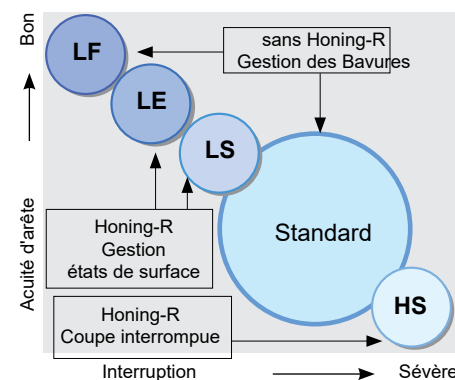 Bon
LF
sans Honing-R
Gestion des Bavures
LE
LS
Acuité d'arête
Honing-R
Gestion
états de surface
Standard
HS
Honing-R
Coupe interrompue
Interruption
Sévère